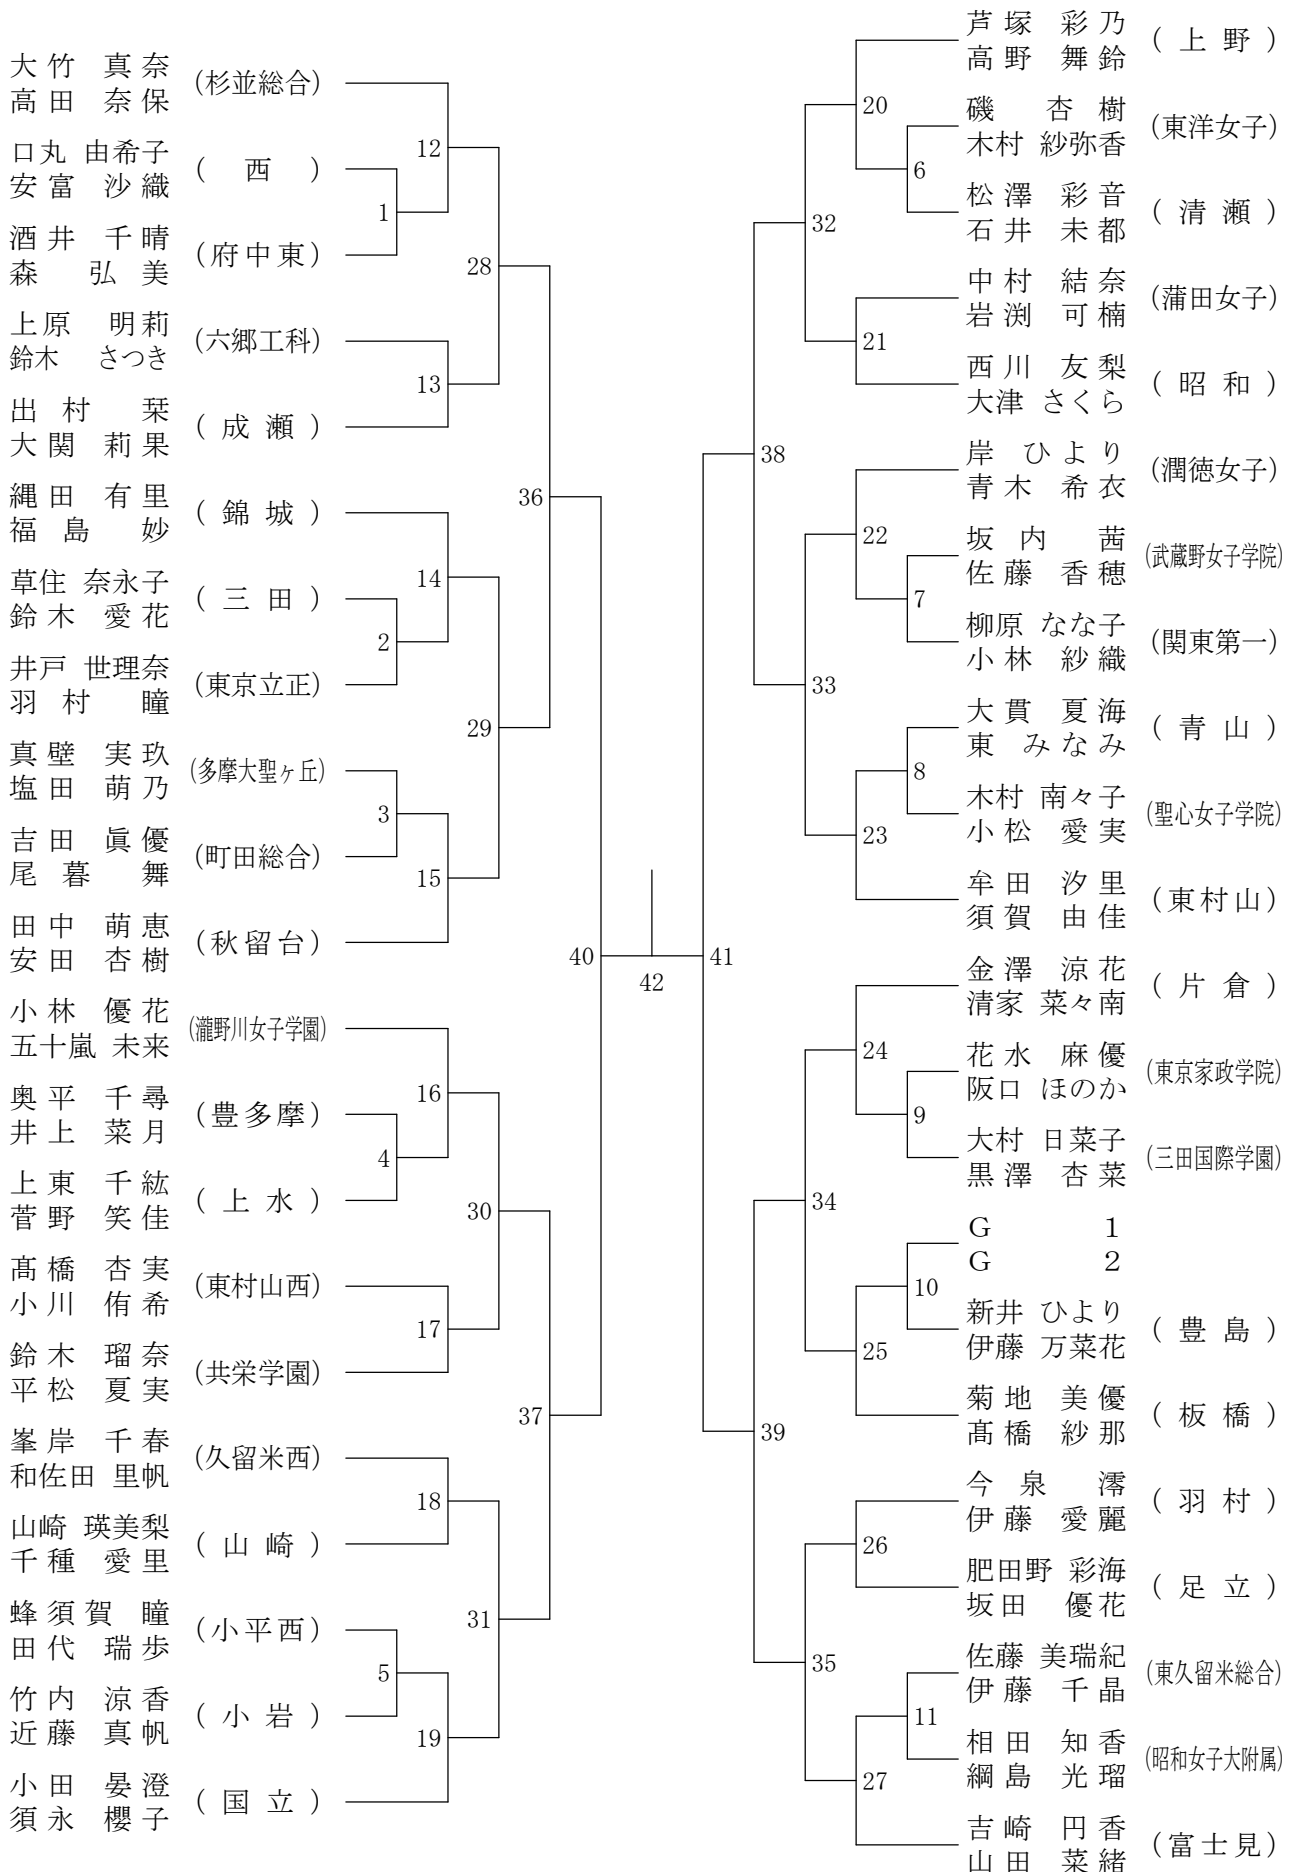 大竹 真奈
高田 奈保
(杉並総合)
口丸 由希子
安富 沙織
(西)
酒井 千晴
森 弘美
(府中東)
上原 明莉
鈴木 さつき
(六郷工科)
出村 栞
大関 莉果
(成瀬)
縄田 有里
福島 妙
(錦城)
草住 奈永子
鈴木 愛花
(三田)
井戸 世理奈
羽村 瞳
(東京立正)
真壁 実玖
塩田 萌乃
(多摩大聖ヶ丘)
吉田 眞優
尾暮 舞
(町田総合)
田中 萌恵
安田 杏樹
(秋留台)
小林 優花
五十嵐 未来
(瀧野川女子学園)
奥平 千尋
井上 菜月
(豊多摩)
上東 千紘
菅野 笑佳
(上水)
髙橋 杏実
小川 侑希
(東村山西)
鈴木 瑠奈
平松 夏実
(共栄学園)
峯岸 千春
和佐田 里帆
(久留米西)
山崎 瑛美梨
千種 愛里
(山崎)
蜂須賀 瞳
田代 瑞歩
(小平西)
竹内 涼香
近藤 真帆
(小岩)
小田 晏澄
須永 櫻子
(国立)
1
2
3
4
5
12
13
14
15
16
17
18
19
28
29
30
31
36
37
40
42
41
38
39
32
33
34
35
20
21
22
23
24
25
26
27
6
7
8
9
10
11
芦塚 彩乃
高野 舞鈴
(上野)
磯 杏樹
木村 紗弥香
(東洋女子)
松澤 彩音
石井 未都
(清瀬)
中村 結奈
岩渕 可楠
(蒲田女子)
西川 友梨
大津 さくら
(昭和)
岸 ひより
青木 希衣
(潤徳女子)
坂内 茜
佐藤 香穂
(武蔵野女子学院)
柳原 なな子
小林 紗織
(関東第一)
大貫 夏海
東 みなみ
(青山)
木村 南々子
小松 愛実
(聖心女子学院)
牟田 汐里
須賀 由佳
(東村山)
金澤 涼花
清家 菜々南
(片倉)
花水 麻優
阪口 ほのか
(東京家政学院)
大村 日菜子
黒澤 杏菜
(三田国際学園)
G 1
G 2
新井 ひより
伊藤 万菜花
(豊島)
菊地 美優
髙橋 紗那
(板橋)
今泉 澪
伊藤 愛麗
(羽村)
肥田野 彩海
坂田 優花
(足立)
佐藤 美瑞紀
伊藤 千晶
(東久留米総合)
相田 知香
綱島 光瑠
(昭和女子大附属)
吉崎 円香
山田 菜緒
(富士見)